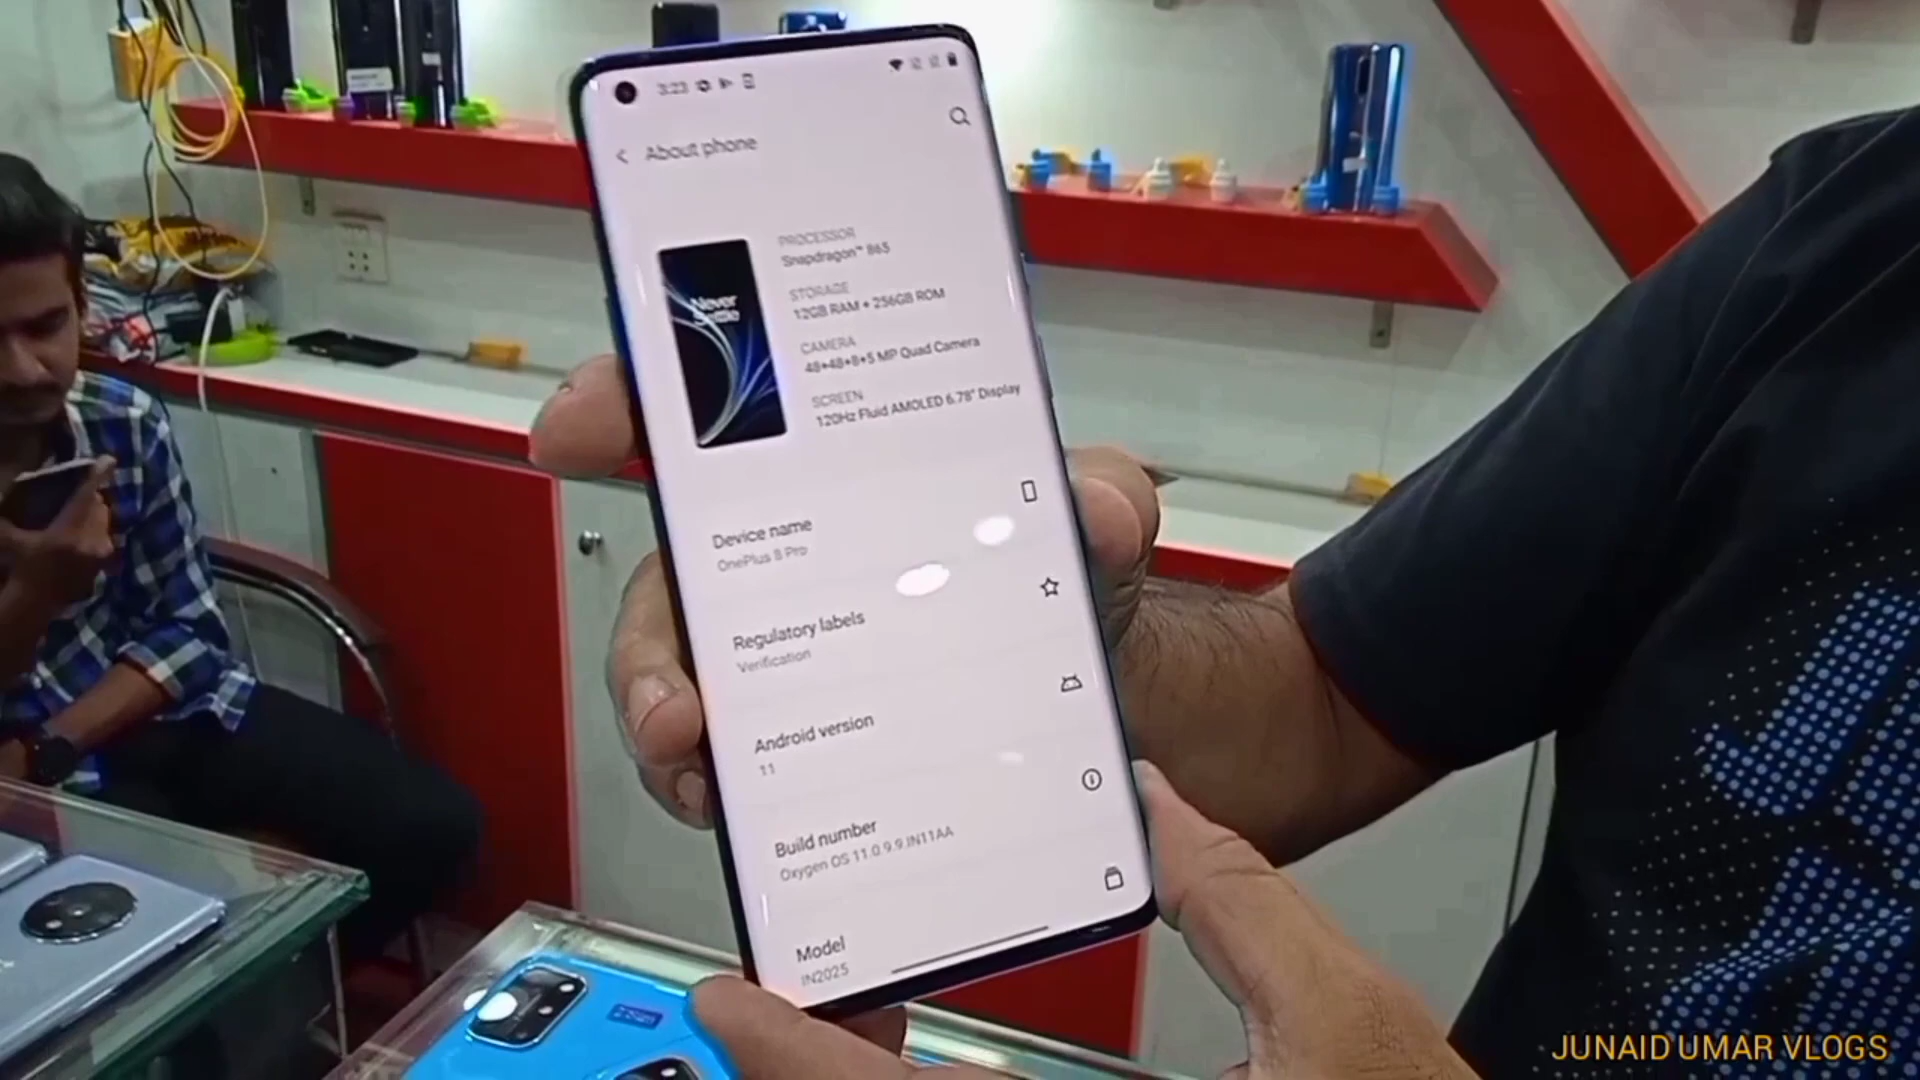 3:23
About phone
PROCESSOR
Snapdragon™ 865
STORAGE
12GB RAM + 256GB ROM
CAMERA
48+48+8+5 MP Quad Camera
SCREEN
120Hz Fluid AMOLED 6.78" Display
Never
Settle
Device name
OnePlus 8 Pro
Regulatory labels
Verification
Android version
11
Build number
Oxygen OS 11.0.9.9.IN11AA
Model
IN2025
JUNAID UMAR VLOGS